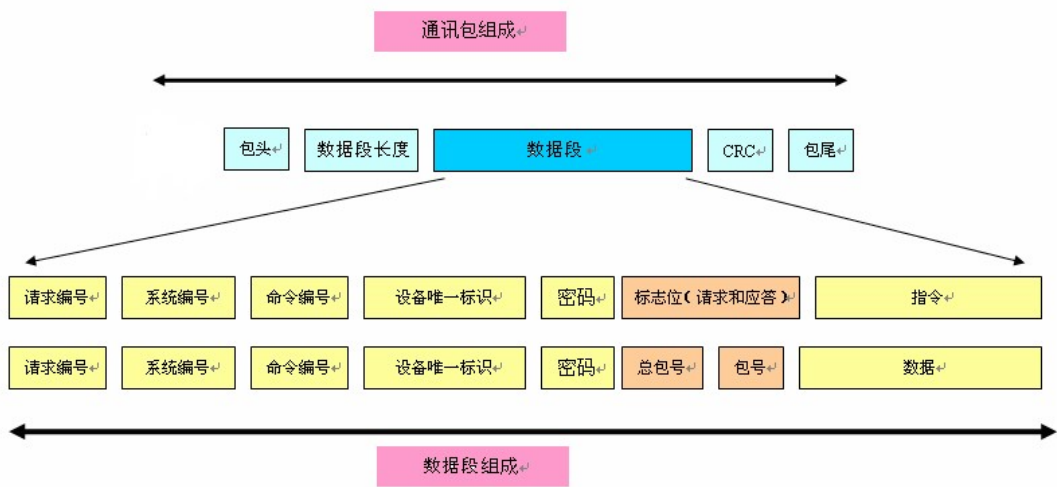 通讯包组成
包头 数据段长度 数据段 CRC 包尾
请求编号 系统编号 命令编号 设备唯一标识 密码 标志位(请求和应答) 指令
请求编号 系统编号 命令编号 设备唯一标识 密码 总包号 包号 数据
数据段组成